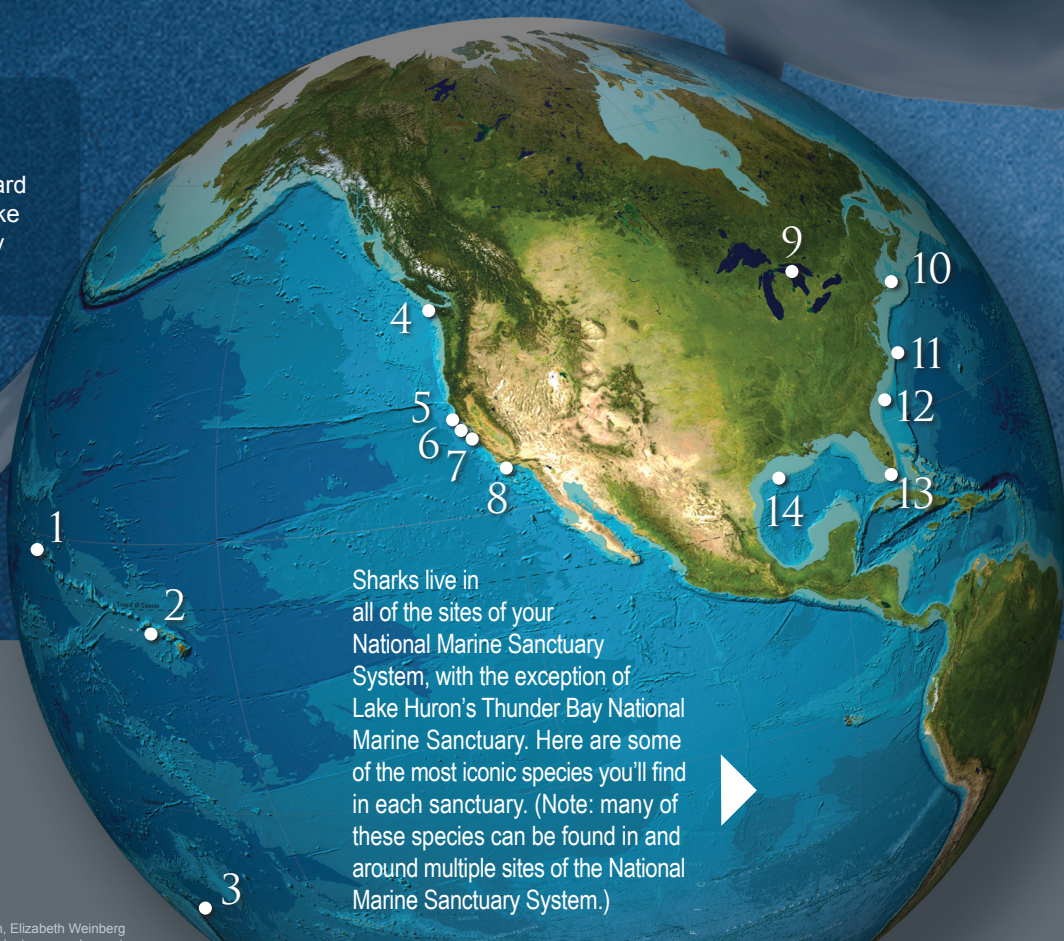 ard
ke
9
10
4
11
5
12
6
7
8
13
14
1
2
Sharks live in
all of the sites of your
National Marine Sanctuary
System, with the exception of
Lake Huron’s Thunder Bay National
Marine Sanctuary. Here are some
of the most iconic species you’ll find
in each sanctuary. (Note: many of
these species can be found in and
around multiple sites of the National
Marine Sanctuary System.)
3
, Elizabeth Weinberg